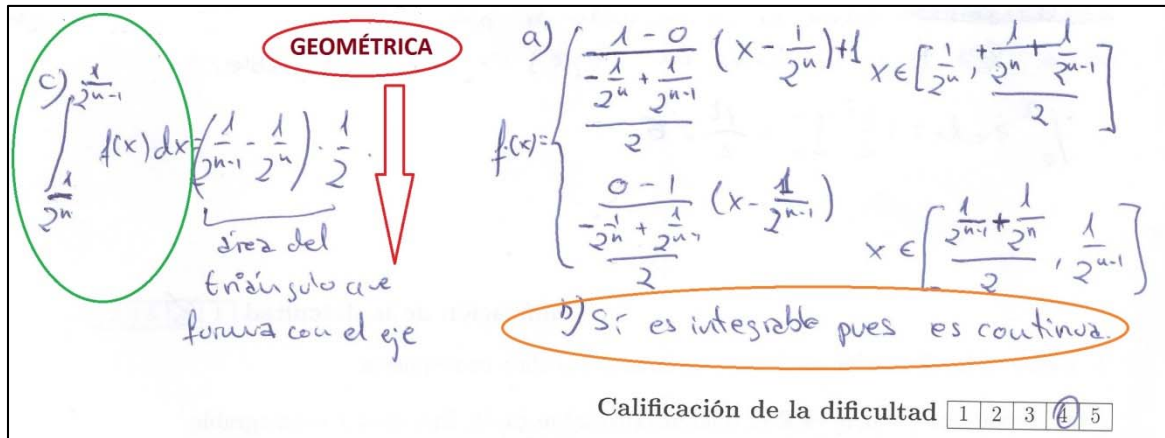 GEOMÉTRICA
c) ∫_{1/2^n}^{1/2^{n-1}} f(x) dx = (1/2^{n-1} - 1/2^n) · 1/2.
área del
triángulo que
forma con el eje
a)
f(x) = {
(1 - 0)/((-1/2^n + 1/2^{n-1})/2) (x - 1/2^n) + 1 x ∈ [1/2^n, +(1/2^n + 1/2^{n-1})/2]
(0 - 1)/((-1/2^n + 1/2^{n-1})/2) (x - 1/2^{n-1}) x ∈ [(1/2^{n-1} + 1/2^n)/2, 1/2^{n-1}]
b) Sí es integrable pues es continua.
Calificación de la dificultad 1 2 3 4 5